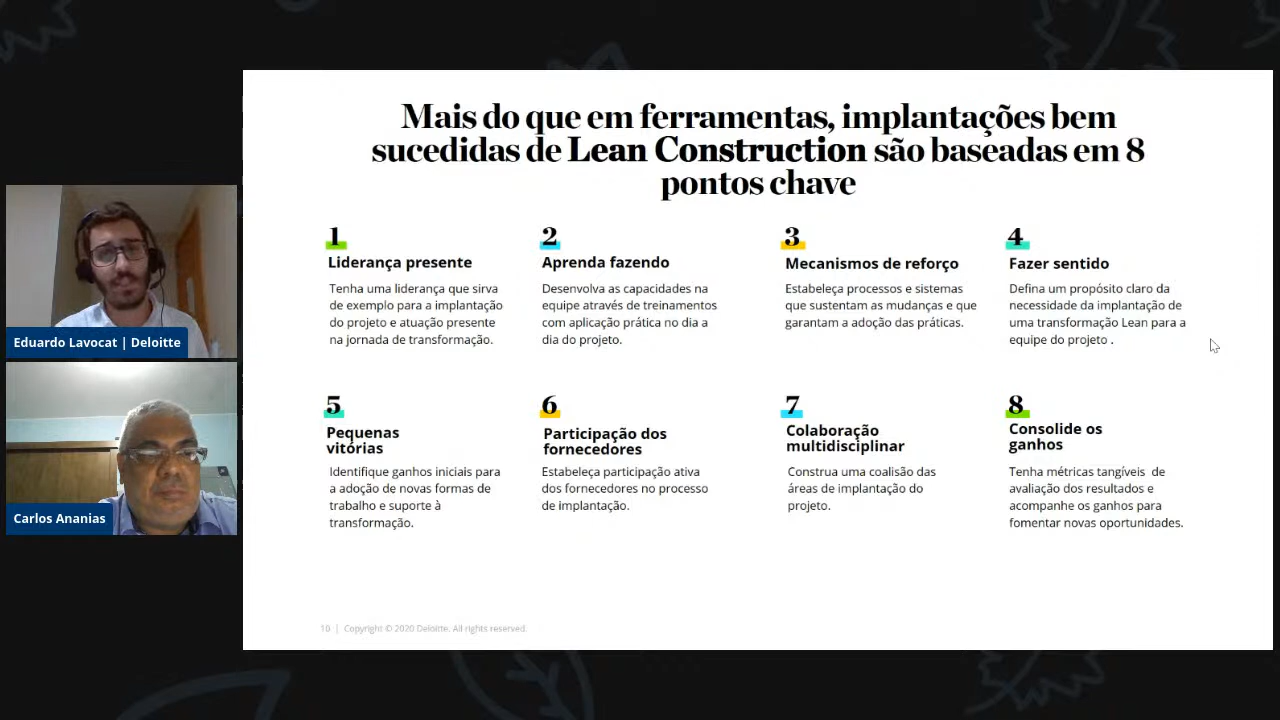 Mais do que em ferramentas, implantações bem
sucedidas de Lean Construction são baseadas em 8
pontos chave
1
Liderança presente
Tenha uma liderança que sirva
de exemplo para a implantação
do projeto e atuação presente
na jornada de transformação.
2
Aprenda fazendo
Desenvolva as capacidades na
equipe através de treinamentos
com aplicação prática no dia a
dia do projeto.
3
Mecanismos de reforço
Estabeleça processos e sistemas
que sustentam as mudanças e que
garantam a adoção das práticas.
4
Fazer sentido
Defina um propósito claro da
necessidade da implantação de
uma transformação Lean para a
equipe do projeto .
5
Pequenas
vitórias
Identifique ganhos iniciais para
a adoção de novas formas de
trabalho e suporte à
transformação.
6
Participação dos
fornecedores
Estabeleça participação ativa
dos fornecedores no processo
de implantação.
7
Colaboração
multidisciplinar
Construa uma coalisão das
áreas de implantação do
projeto.
8
Consolide os
ganhos
Tenha métricas tangíveis de
avaliação dos resultados e
acompanhe os ganhos para
fomentar novas oportunidades.
10 | Copyright © 2020 Deloitte. All rights reserved.
Eduardo Lavocat | Deloitte
Carlos Ananias